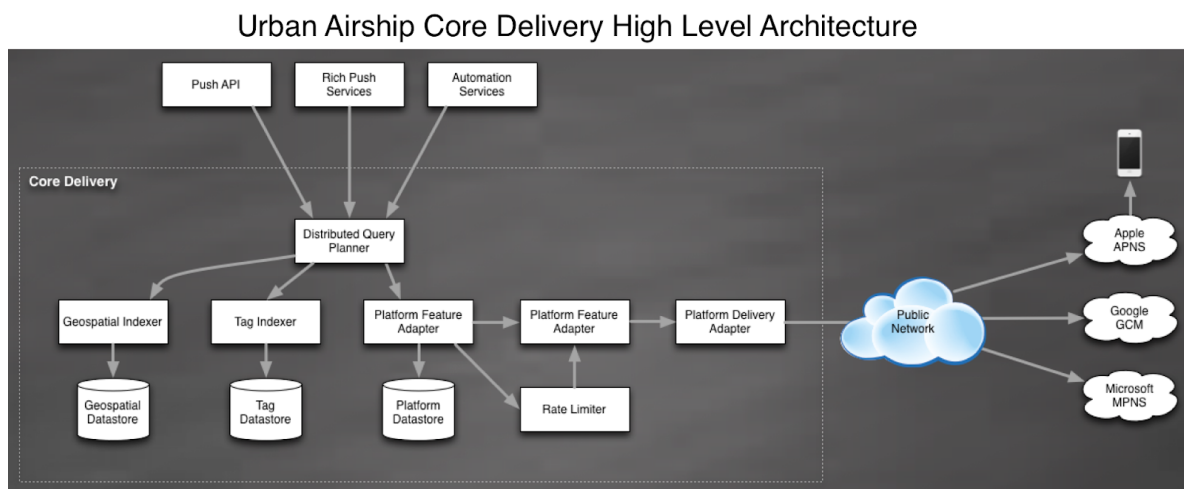 Urban Airship Core Delivery High Level Architecture
Push API
Rich Push
Services
Automation
Services
Core Delivery
Distributed Query
Planner
Apple
APNS
Geospatial Indexer
Tag Indexer
Platform Feature
Adapter
Platform Feature
Adapter
Platform Delivery
Adapter
Public
Network
Google
GCM
Geospatial
Datastore
Tag
Datastore
Platform
Datastore
Rate Limiter
Microsoft
MPNS